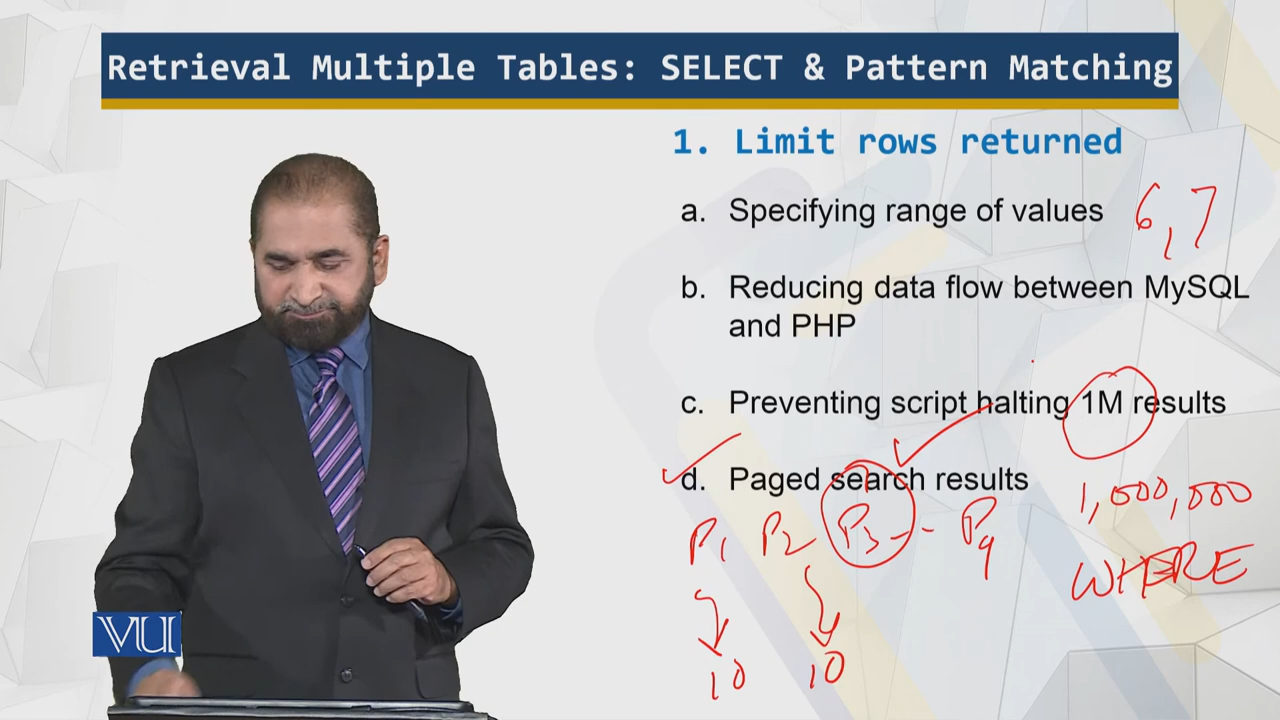 Retrieval Multiple Tables: SELECT & Pattern Matching
1. Limit rows returned
a. Specifying range of values 6,7
b. Reducing data flow between MySQL
and PHP
c. Preventing script halting 1M results
d. Paged search results
1,000,000
P1 P2 P3 -- P9
WHERE
10 10
VU